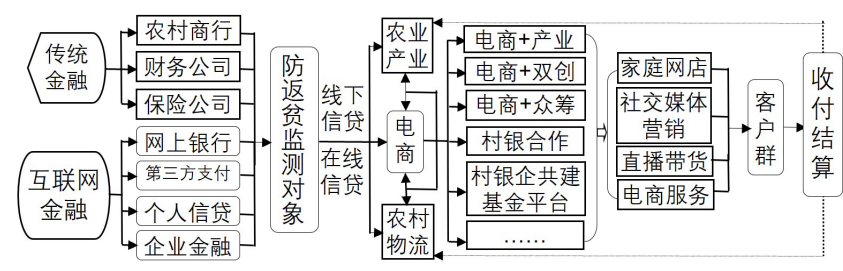 传统
金融
农村商行
财务公司
保险公司
互联网
金融
网上银行
第三方支付
个人信贷
企业金融
防返贫监测对象
线下
信贷
在线
信贷
农业
产业
电商
农村
物流
电商+产业
电商+双创
电商+众筹
村银合作
村银企共建
基金平台
……
家庭网店
社交媒体
营销
直播带货
电商服务
客户群
收付结算